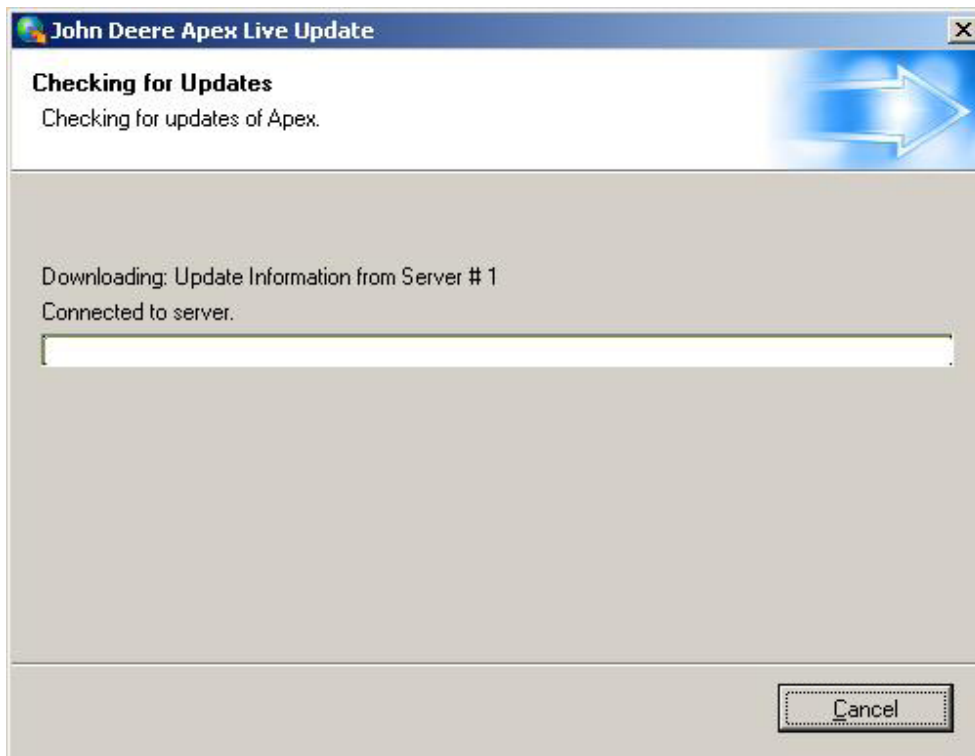 John Deere Apex Live Update
Checking for Updates
Checking for updates of Apex.
Downloading: Update Information from Server # 1
Connected to server.
Cancel